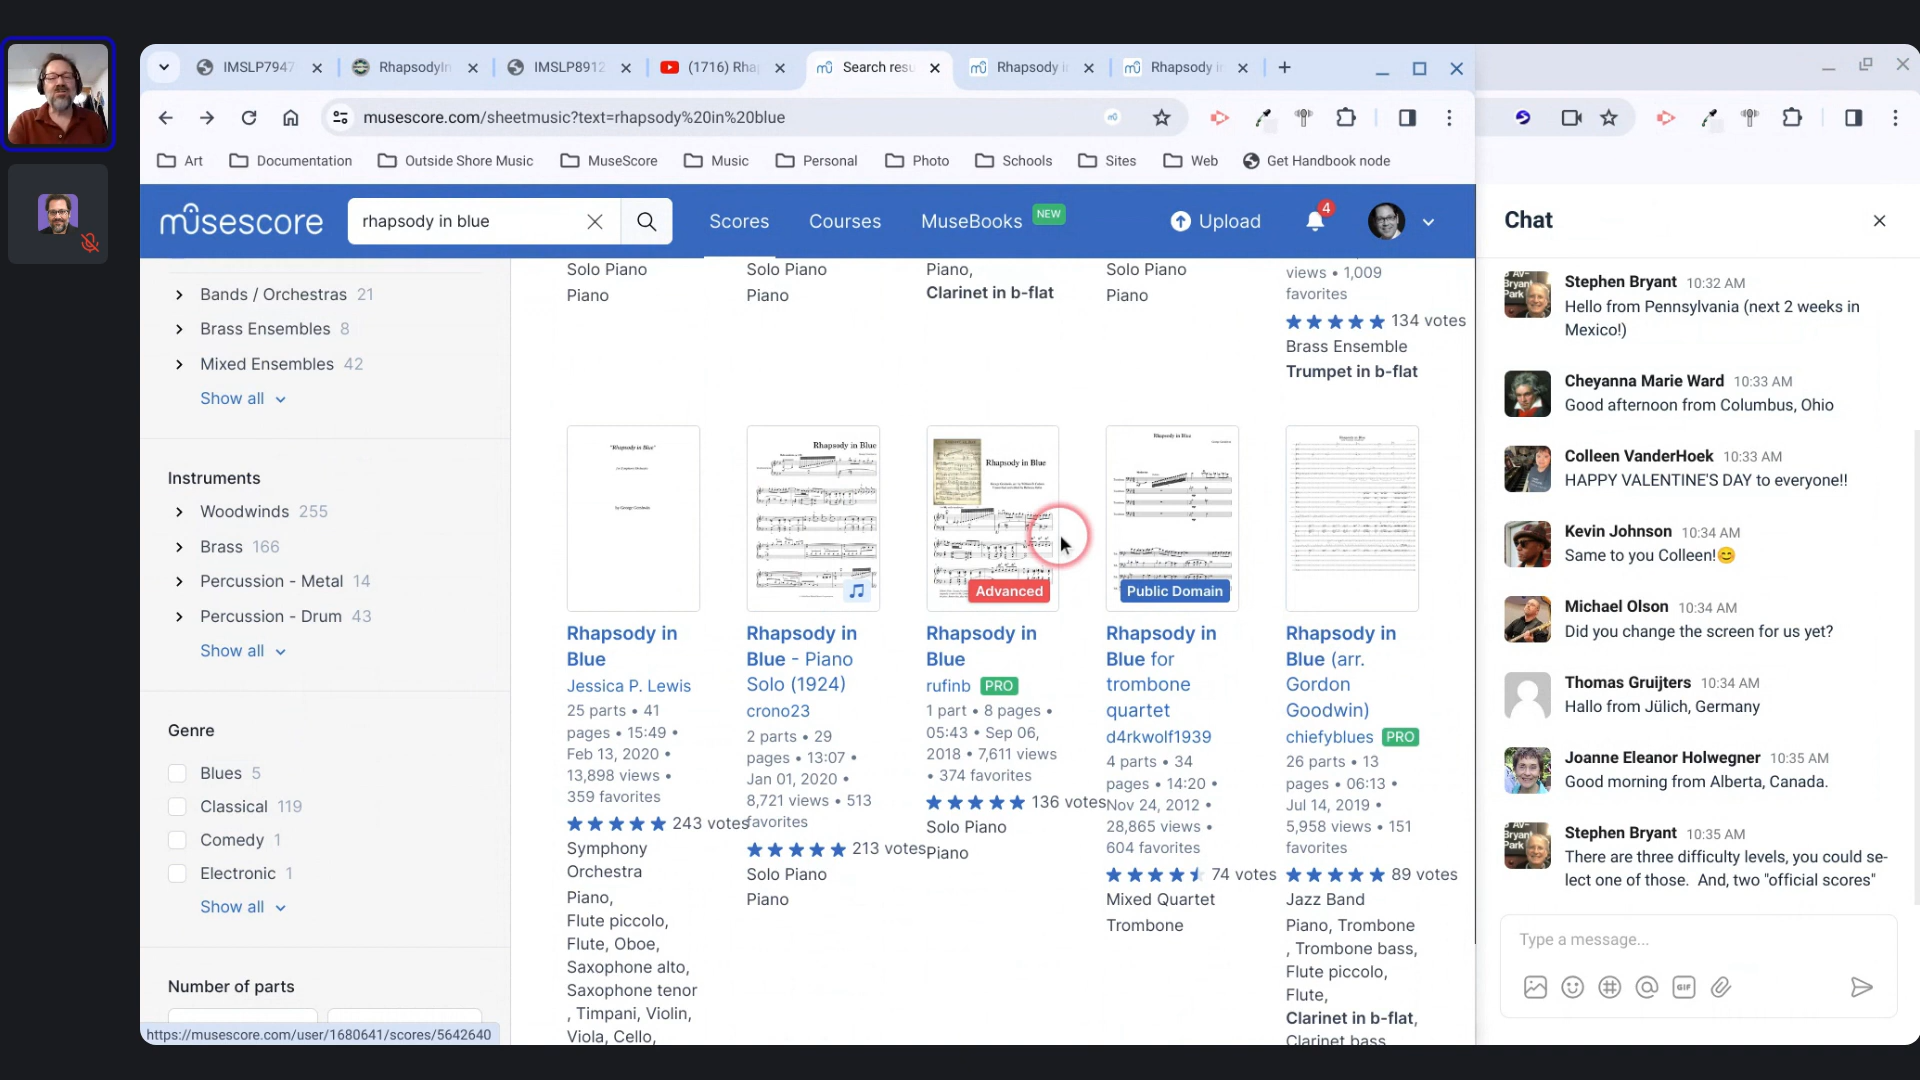 IMSLP7947
RhapsodyIn
IMSLP8912
(1716) Rha
Search resu
Rhapsody i
Rhapsody i
musescore.com/sheetmusic?text=rhapsody%20in%20blue
Art
Documentation
Outside Shore Music
MuseScore
Music
Personal
Photo
Schools
Sites
Web
Get Handbook node
musescore
rhapsody in blue
Scores
Courses
MuseBooks NEW
Upload
4
Bands / Orchestras 21
Brass Ensembles 8
Mixed Ensembles 42
Show all
Instruments
Woodwinds 255
Brass 166
Percussion - Metal 14
Percussion - Drum 43
Show all
Genre
Blues 5
Classical 119
Comedy 1
Electronic 1
Show all
Number of parts
https://musescore.com/user/1680641/scores/5642640
Solo Piano
Piano
Solo Piano
Piano
Piano,
Clarinet in b-flat
Solo Piano
Piano
views • 1,009
favorites
134 votes
Brass Ensemble
Trumpet in b-flat
"Rhapsody in Blue"
Rhapsody in Blue
Rhapsody in Blue
Advanced
Rhapsody in Blue
Public Domain
Rhapsody in
Blue
Jessica P. Lewis
25 parts • 41
pages • 15:49 •
Feb 13, 2020 •
13,898 views •
359 favorites
243 votes
Symphony
Orchestra
Piano,
Flute piccolo,
Flute, Oboe,
Saxophone alto,
Saxophone tenor
, Timpani, Violin,
Viola, Cello,
Rhapsody in
Blue - Piano
Solo (1924)
crono23
2 parts • 29
pages • 13:07 •
Jan 01, 2020 •
8,721 views • 513
favorites
213 votes
Solo Piano
Piano
Rhapsody in
Blue
rufinb PRO
1 part • 8 pages •
05:43 • Sep 06,
2018 • 7,611 views
• 374 favorites
136 votes
Solo Piano
Piano
Rhapsody in
Blue for
trombone
quartet
d4rkwolf1939
4 parts • 34
pages • 14:20 •
Nov 24, 2012 •
28,865 views •
604 favorites
74 votes
Mixed Quartet
Trombone
Rhapsody in
Blue (arr.
Gordon
Goodwin)
chiefyblues PRO
26 parts • 13
pages • 06:13 •
Jul 14, 2019 •
5,958 views • 151
favorites
89 votes
Jazz Band
Piano, Trombone
, Trombone bass,
Flute piccolo,
Flute,
Clarinet in b-flat,
Clarinet bass
Chat
Stephen Bryant 10:32 AM
Hello from Pennsylvania (next 2 weeks in
Mexico!)
Cheyanna Marie Ward 10:33 AM
Good afternoon from Columbus, Ohio
Colleen VanderHoek 10:33 AM
HAPPY VALENTINE'S DAY to everyone!!
Kevin Johnson 10:34 AM
Same to you Colleen!😊
Michael Olson 10:34 AM
Did you change the screen for us yet?
Thomas Gruijters 10:34 AM
Hallo from Jülich, Germany
Joanne Eleanor Holwegner 10:35 AM
Good morning from Alberta, Canada.
Stephen Bryant 10:35 AM
There are three difficulty levels, you could se-
lect one of those. And, two "official scores"
Type a message...
GIF